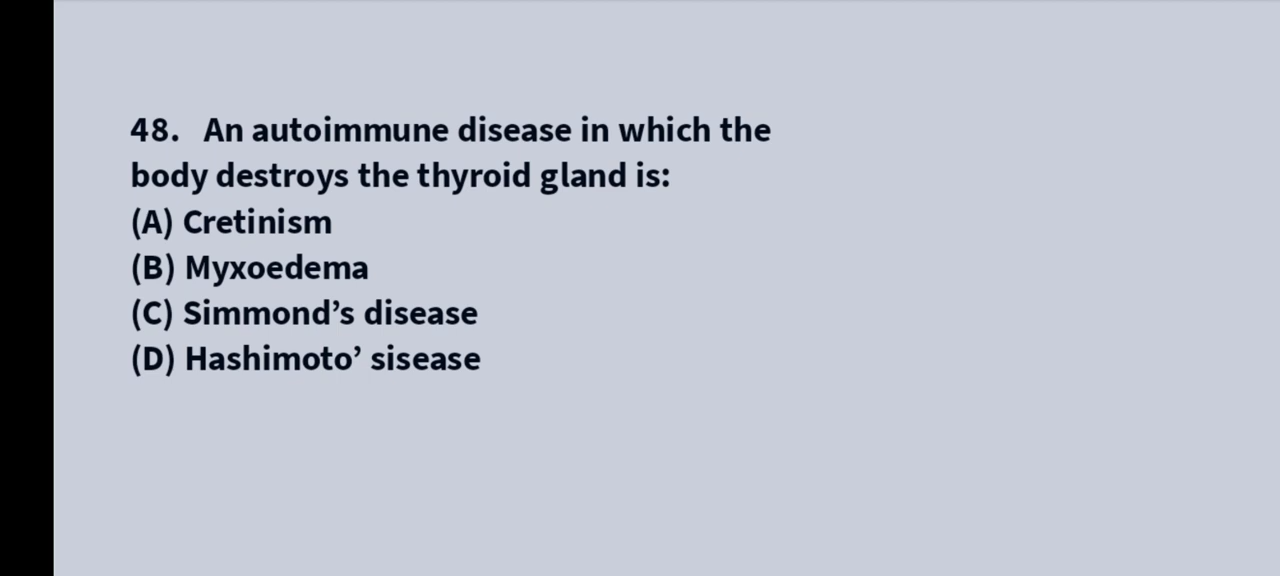 48. An autoimmune disease in which the
body destroys the thyroid gland is:
(A) Cretinism
(B) Myxoedema
(C) Simmond’s disease
(D) Hashimoto’ sisease